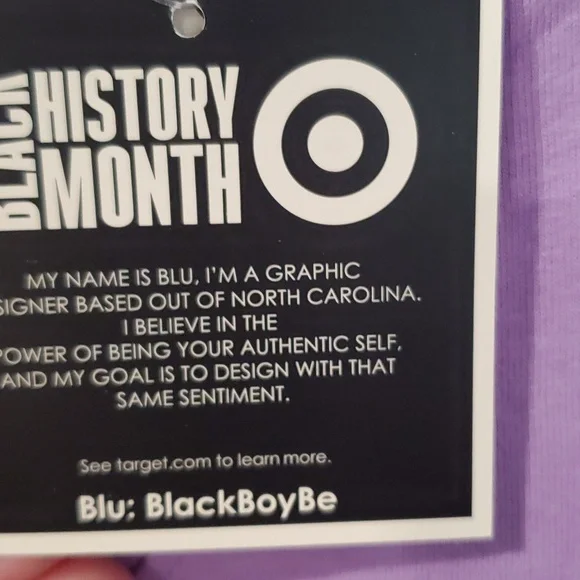 BLACK
HISTORY
MONTH
MY NAME IS BLU, I'M A GRAPHIC
SIGNER BASED OUT OF NORTH CAROLINA.
I BELIEVE IN THE
POWER OF BEING YOUR AUTHENTIC SELF,
AND MY GOAL IS TO DESIGN WITH THAT
SAME SENTIMENT.
See target.com to learn more.
Blu: BlackBoyBe